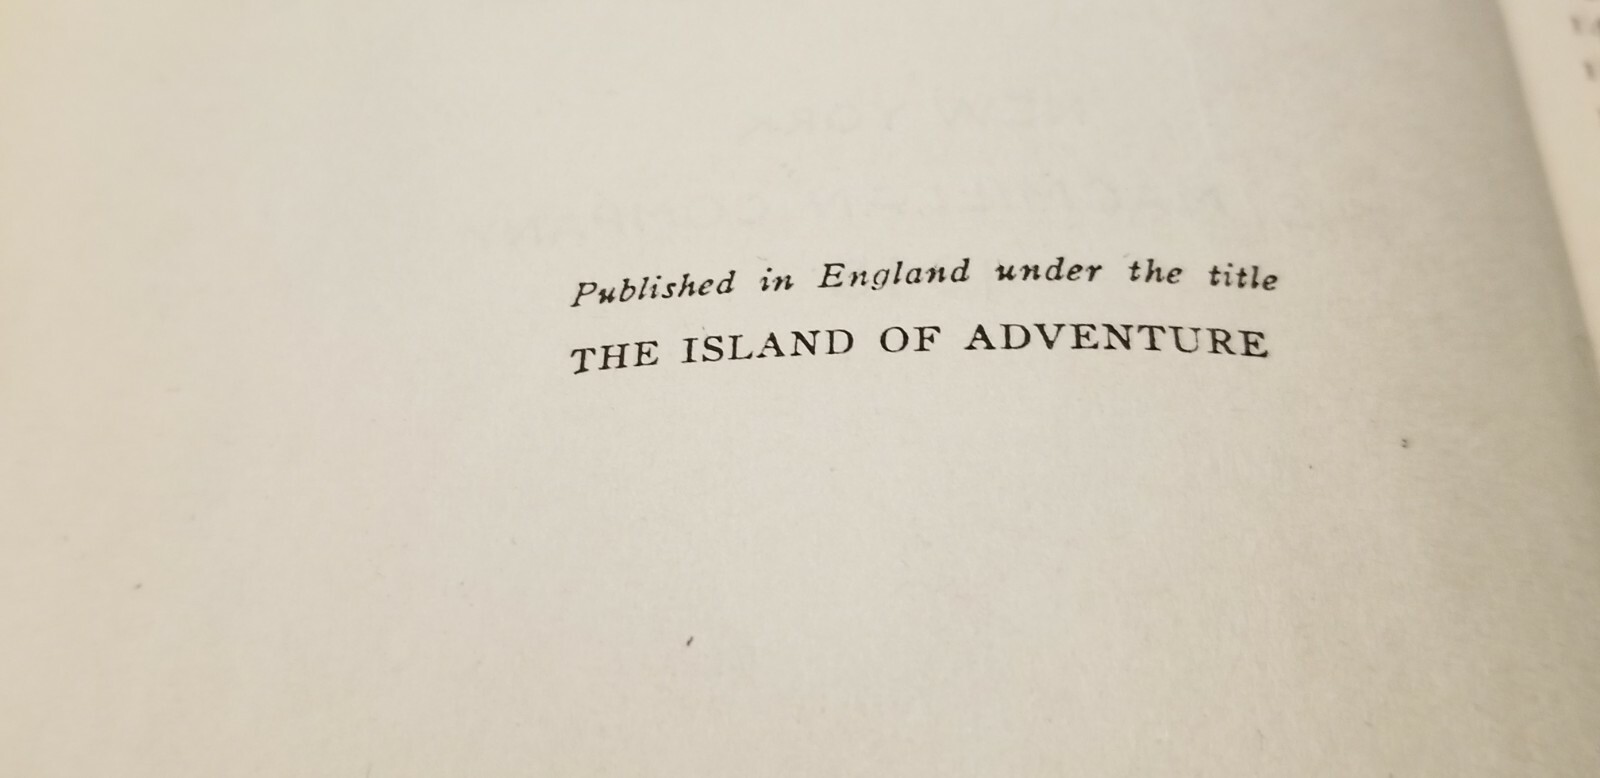 Published in England under the title
THE ISLAND OF ADVENTURE